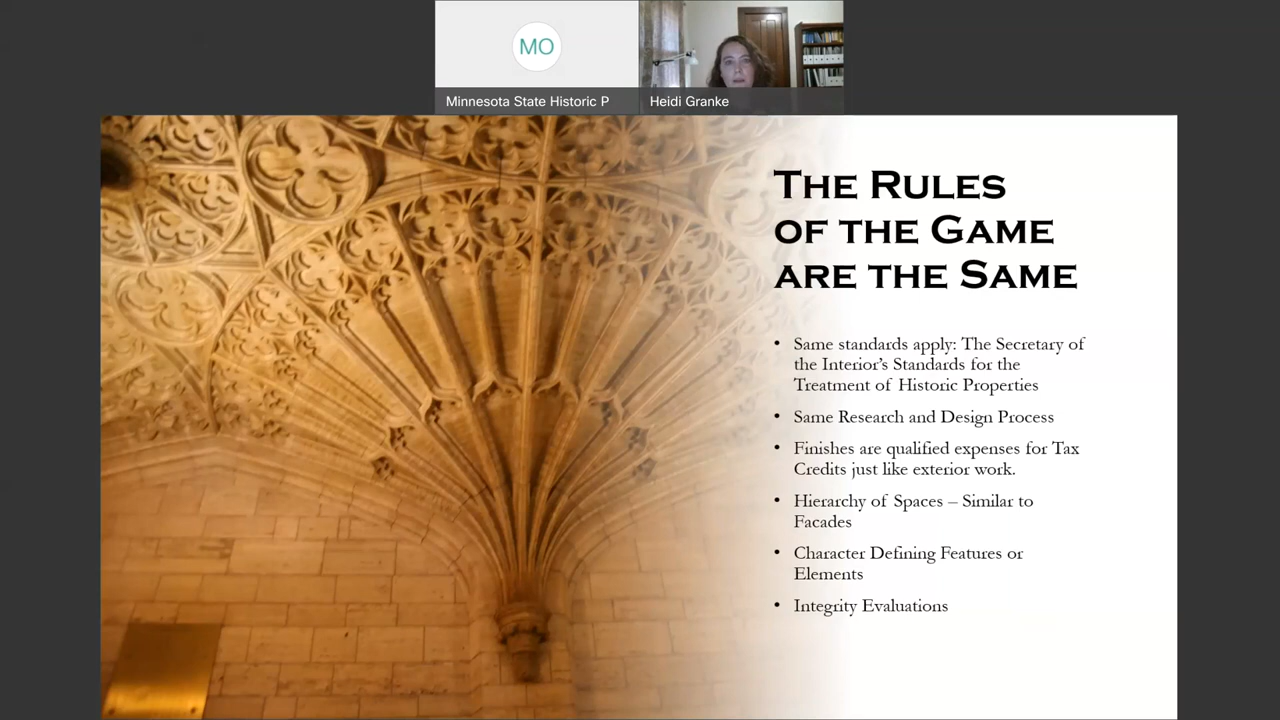 MO
Minnesota State Historic P
Heidi Granke
THE RULES
OF THE GAME
ARE THE SAME
• Same standards apply: The Secretary of
the Interior's Standards for the
Treatment of Historic Properties
• Same Research and Design Process
• Finishes are qualified expenses for Tax
Credits just like exterior work.
• Hierarchy of Spaces – Similar to
Facades
• Character Defining Features or
Elements
• Integrity Evaluations